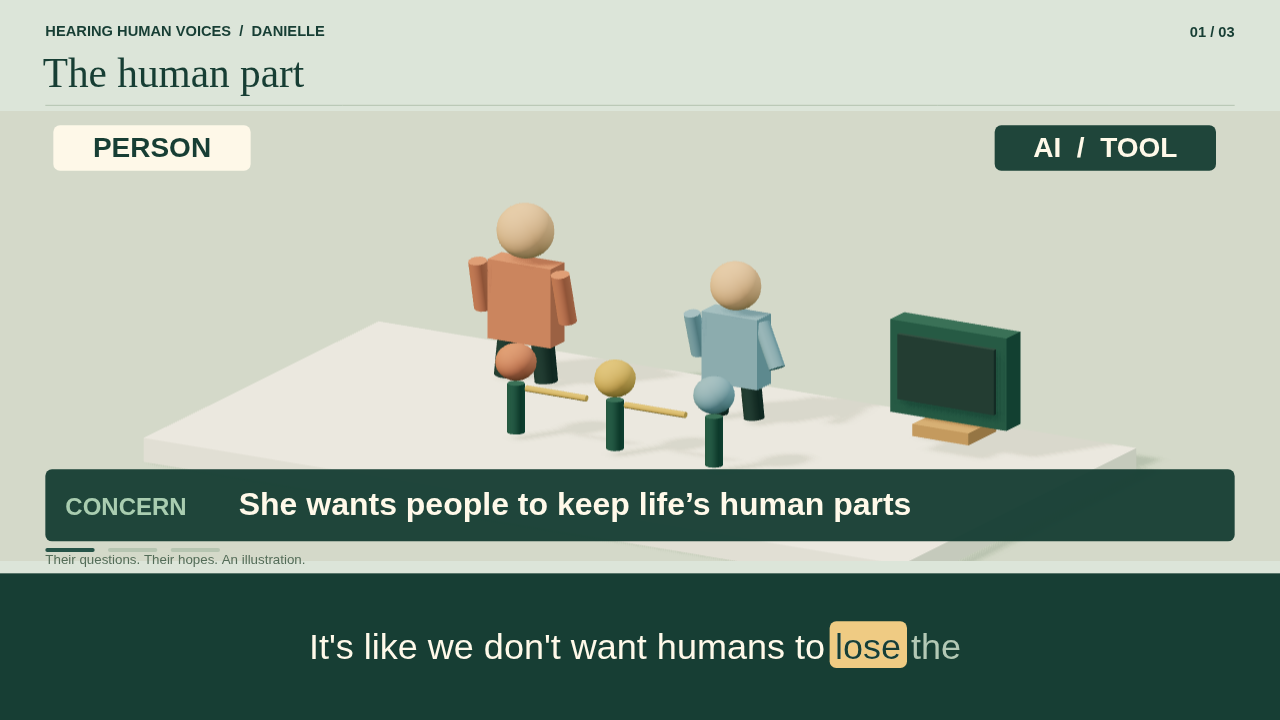 HEARING HUMAN VOICES / DANIELLE
01 / 03
The human part
PERSON
AI / TOOL
CONCERN
She wants people to keep life’s human parts
Their questions. Their hopes. An illustration.
It's like we don't want humans to lose the